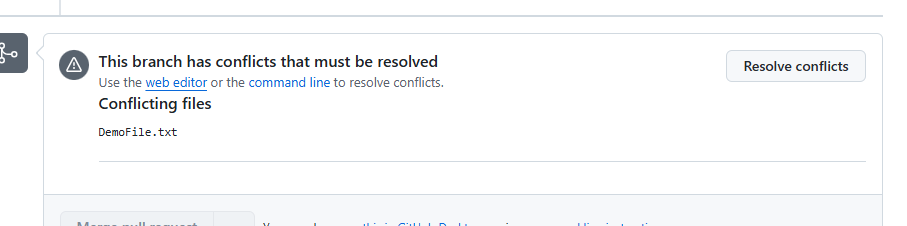 This branch has conflicts that must be resolved
Resolve conflicts
Use the web editor or the command line to resolve conflicts.
Conflicting files
DemoFile.txt
Merge pull request